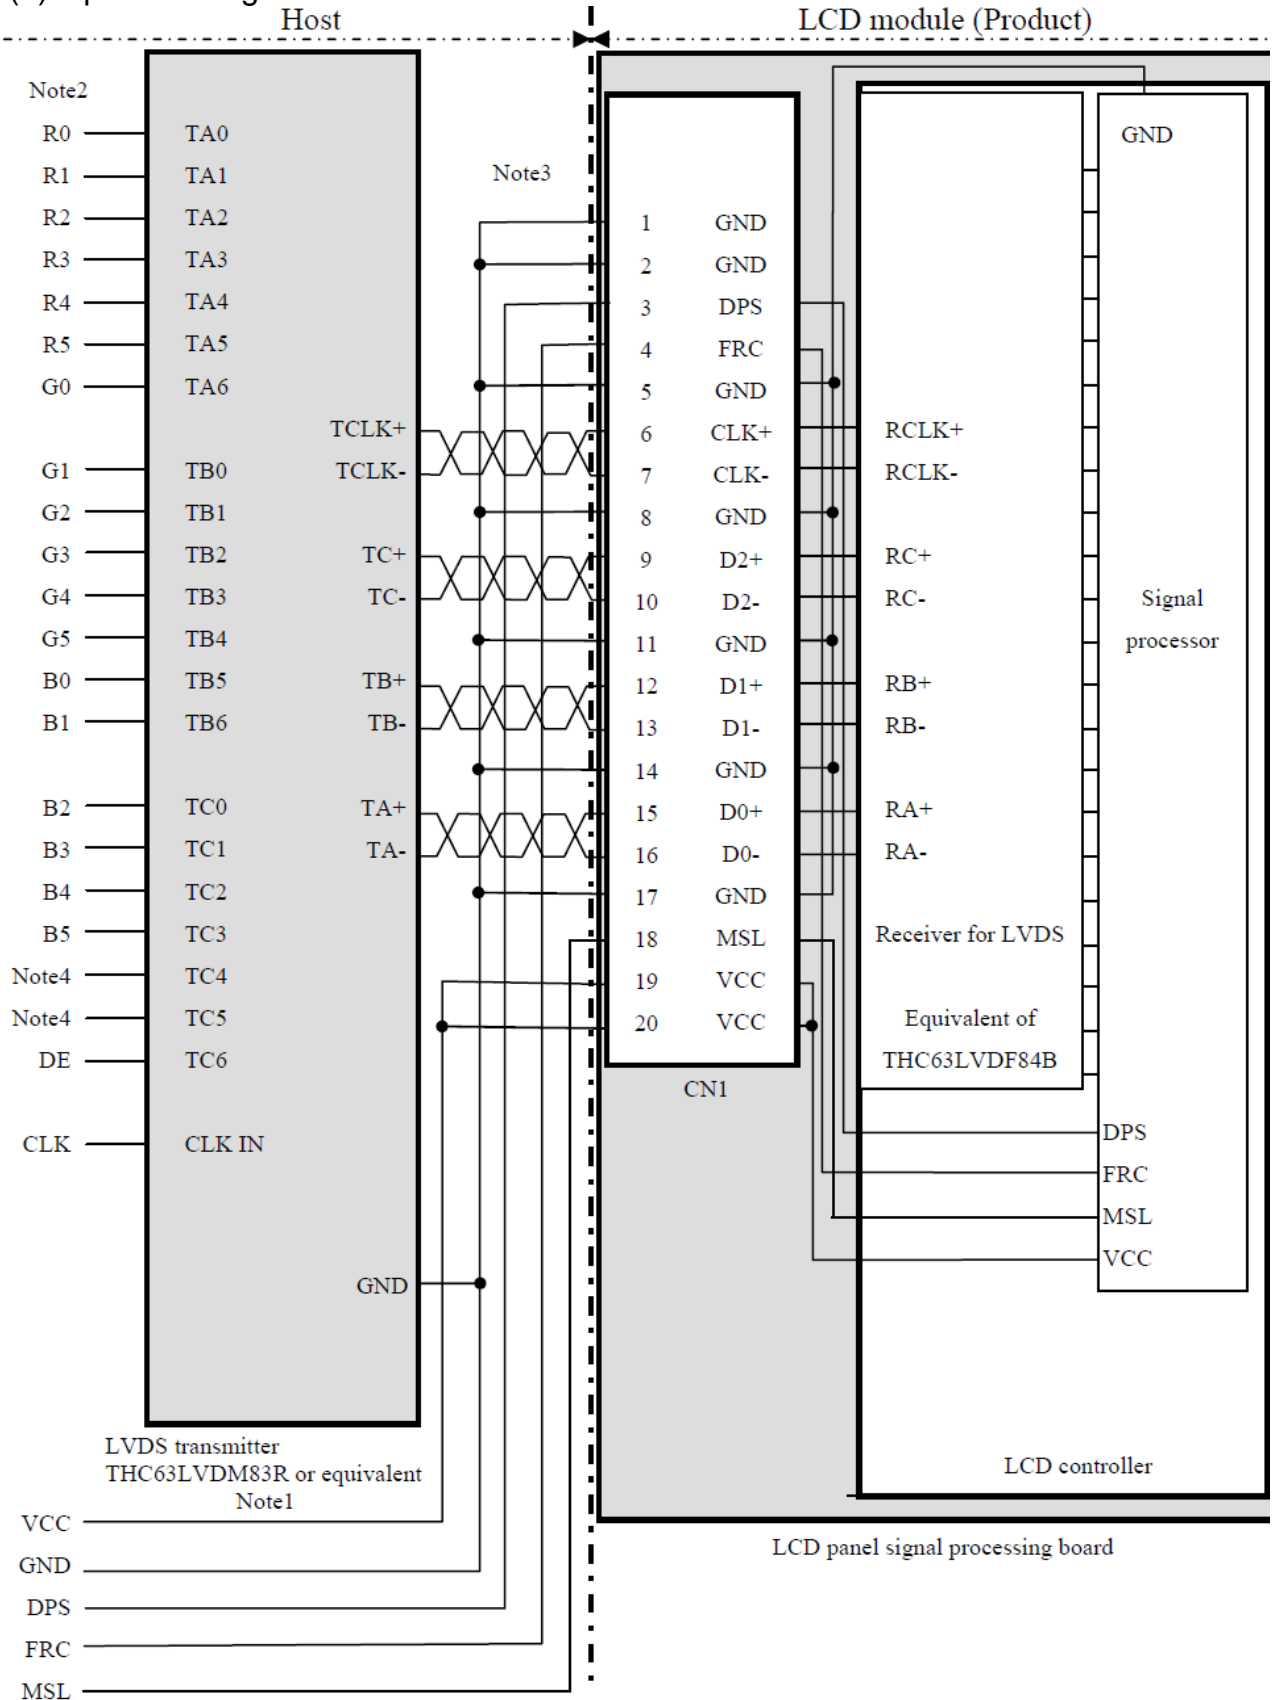 Host
LCD module (Product)
Note2
R0 TA0
R1 TA1
R2 TA2
R3 TA3
R4 TA4
R5 TA5
G0 TA6
G1 TB0
G2 TB1
G3 TB2
G4 TB3
G5 TB4
B0 TB5
B1 TB6
B2 TC0
B3 TC1
B4 TC2
B5 TC3
Note4 TC4
Note4 TC5
DE TC6
CLK CLK IN
TCLK+
TCLK-
TC+
TC-
TB+
TB-
TA+
TA-
GND
LVDS transmitter
THC63LVDM83R or equivalent
Note1
VCC
GND
DPS
FRC
MSL
Note3
1 GND
2 GND
3 DPS
4 FRC
5 GND
6 CLK+
7 CLK-
8 GND
9 D2+
10 D2-
11 GND
12 D1+
13 D1-
14 GND
15 D0+
16 D0-
17 GND
18 MSL
19 VCC
20 VCC
CN1
RCLK+
RCLK-
RC+
RC-
RB+
RB-
RA+
RA-
Receiver for LVDS
Equivalent of
THC63LVDF84B
GND
Signal
processor
DPS
FRC
MSL
VCC
LCD controller
LCD panel signal processing board